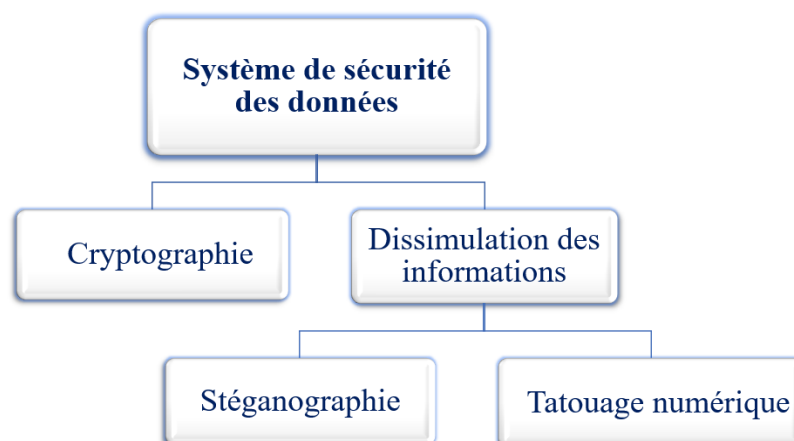 Système de sécurité
des données
Cryptographie
Dissimulation des
informations
Stéganographie
Tatouage numérique